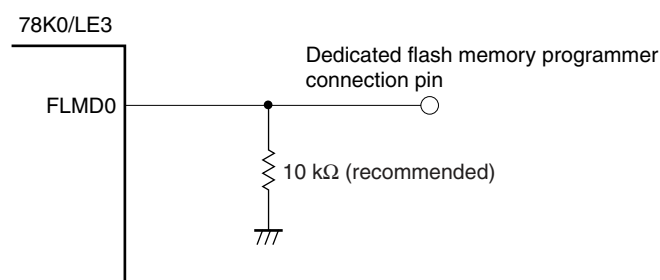 78K0/LE3
Dedicated flash memory programmer
connection pin
FLMD0
10 kΩ (recommended)